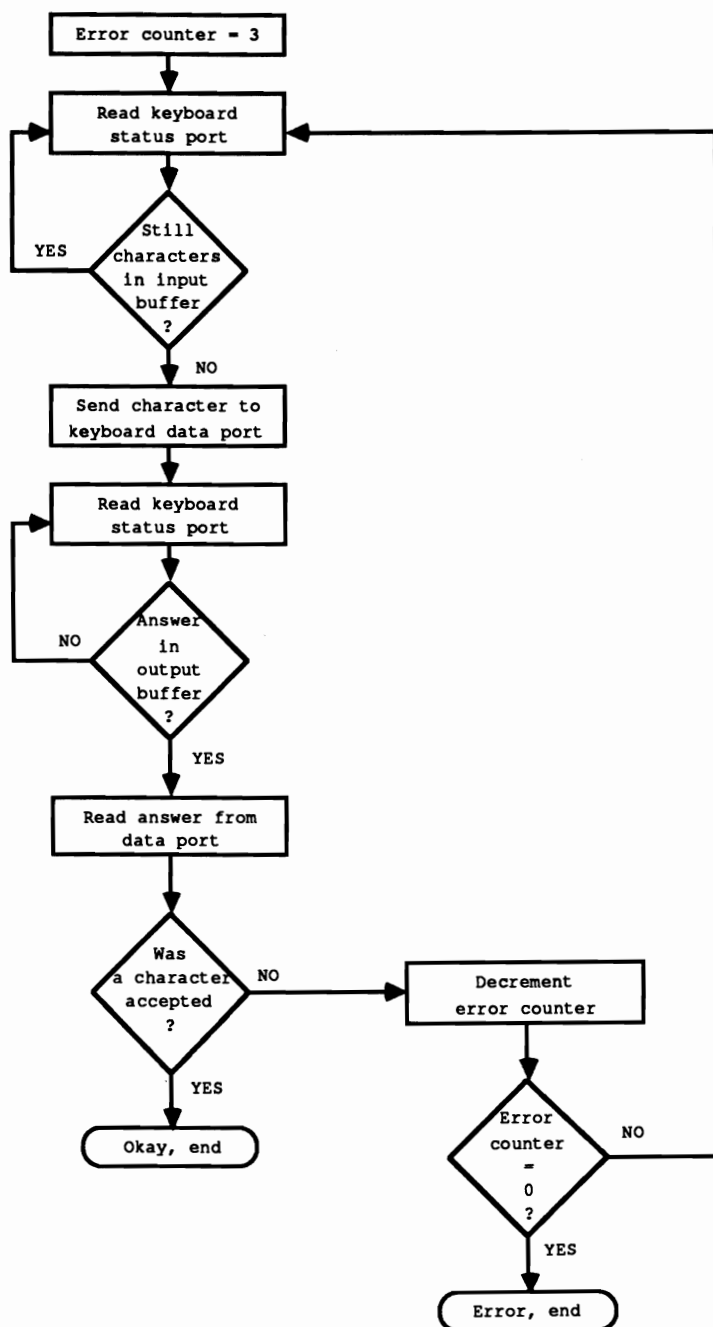 Error counter = 3
Read keyboard
status port
Still
characters
in input
buffer
?
YES
NO
Send character to
keyboard data port
Read keyboard
status port
Answer
in
output
buffer
?
NO
YES
Read answer from
data port
Was
a character
accepted
?
NO
YES
Okay, end
Decrement
error counter
Error
counter
=
0
?
NO
YES
Error, end